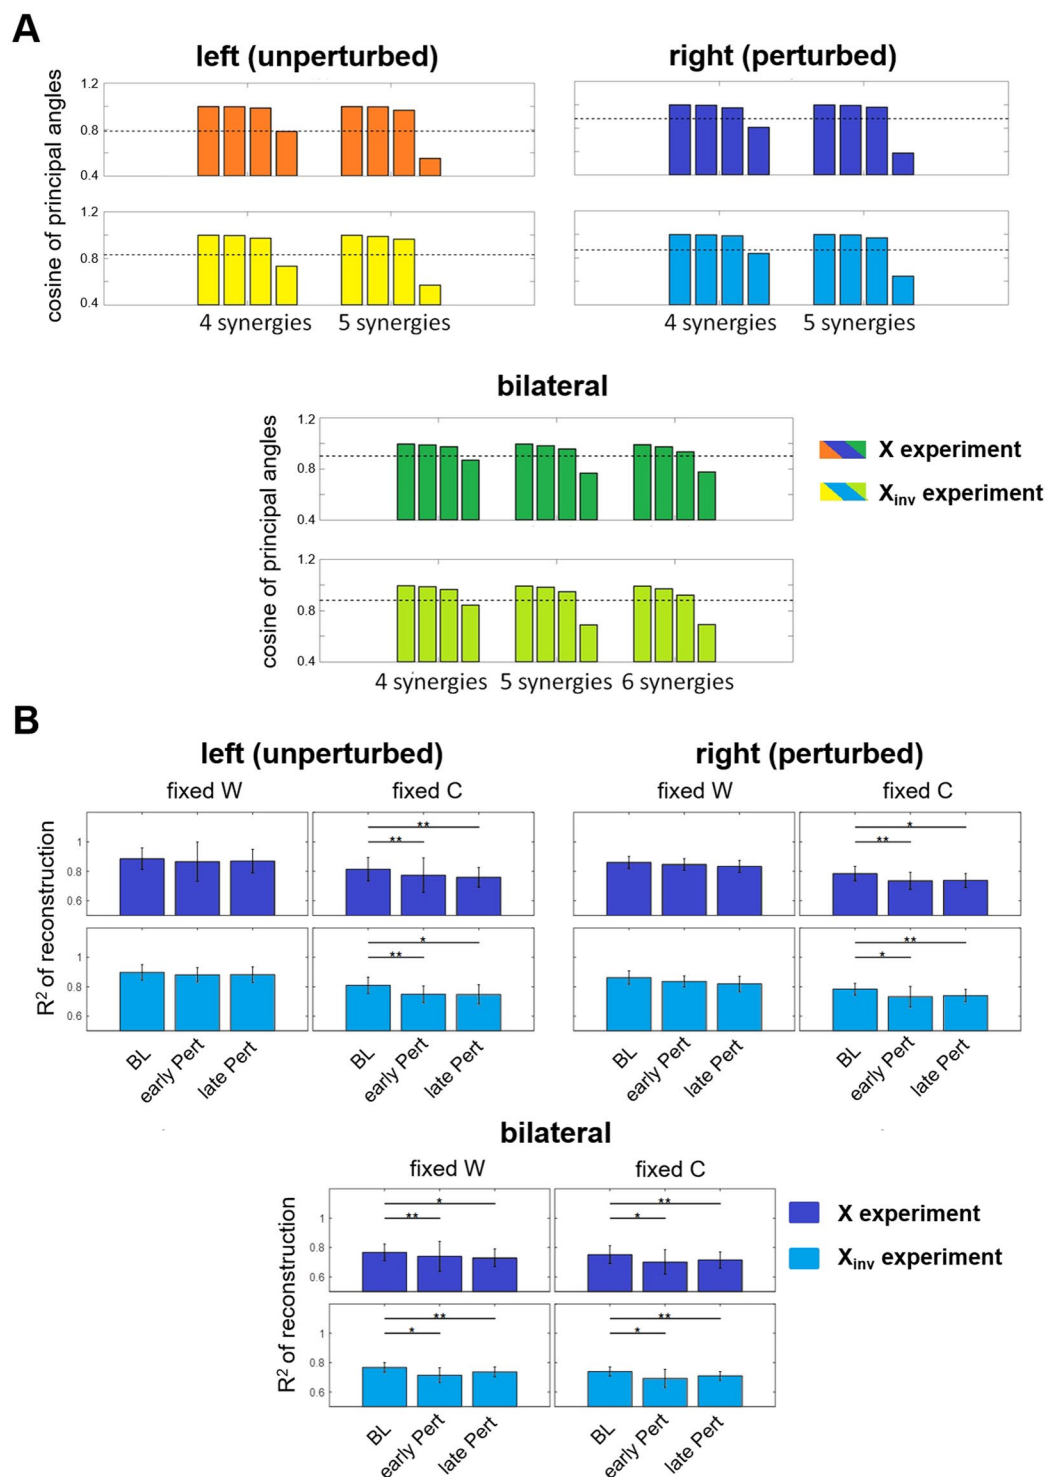 A
left (unperturbed)
right (perturbed)
cosine of principal angles
1.2
0.8
0.4
1.2
0.8
0.4
4 synergies 5 synergies
4 synergies 5 synergies
bilateral
cosine of principal angles
1.2
0.8
0.4
1.2
0.8
0.4
4 synergies 5 synergies 6 synergies
X experiment
Xinv experiment
B
left (unperturbed)
right (perturbed)
fixed W
fixed C
fixed W
fixed C
R² of reconstruction
1
0.8
0.6
1
0.8
0.6
**
**
*
**
*
**
**
*
BL
early Pert
late Pert
BL
early Pert
late Pert
BL
early Pert
late Pert
BL
early Pert
late Pert
bilateral
fixed W
fixed C
R² of reconstruction
1
0.8
0.6
1
0.8
0.6
*
**
**
*
**
*
**
*
BL
early Pert
late Pert
BL
early Pert
late Pert
X experiment
Xinv experiment